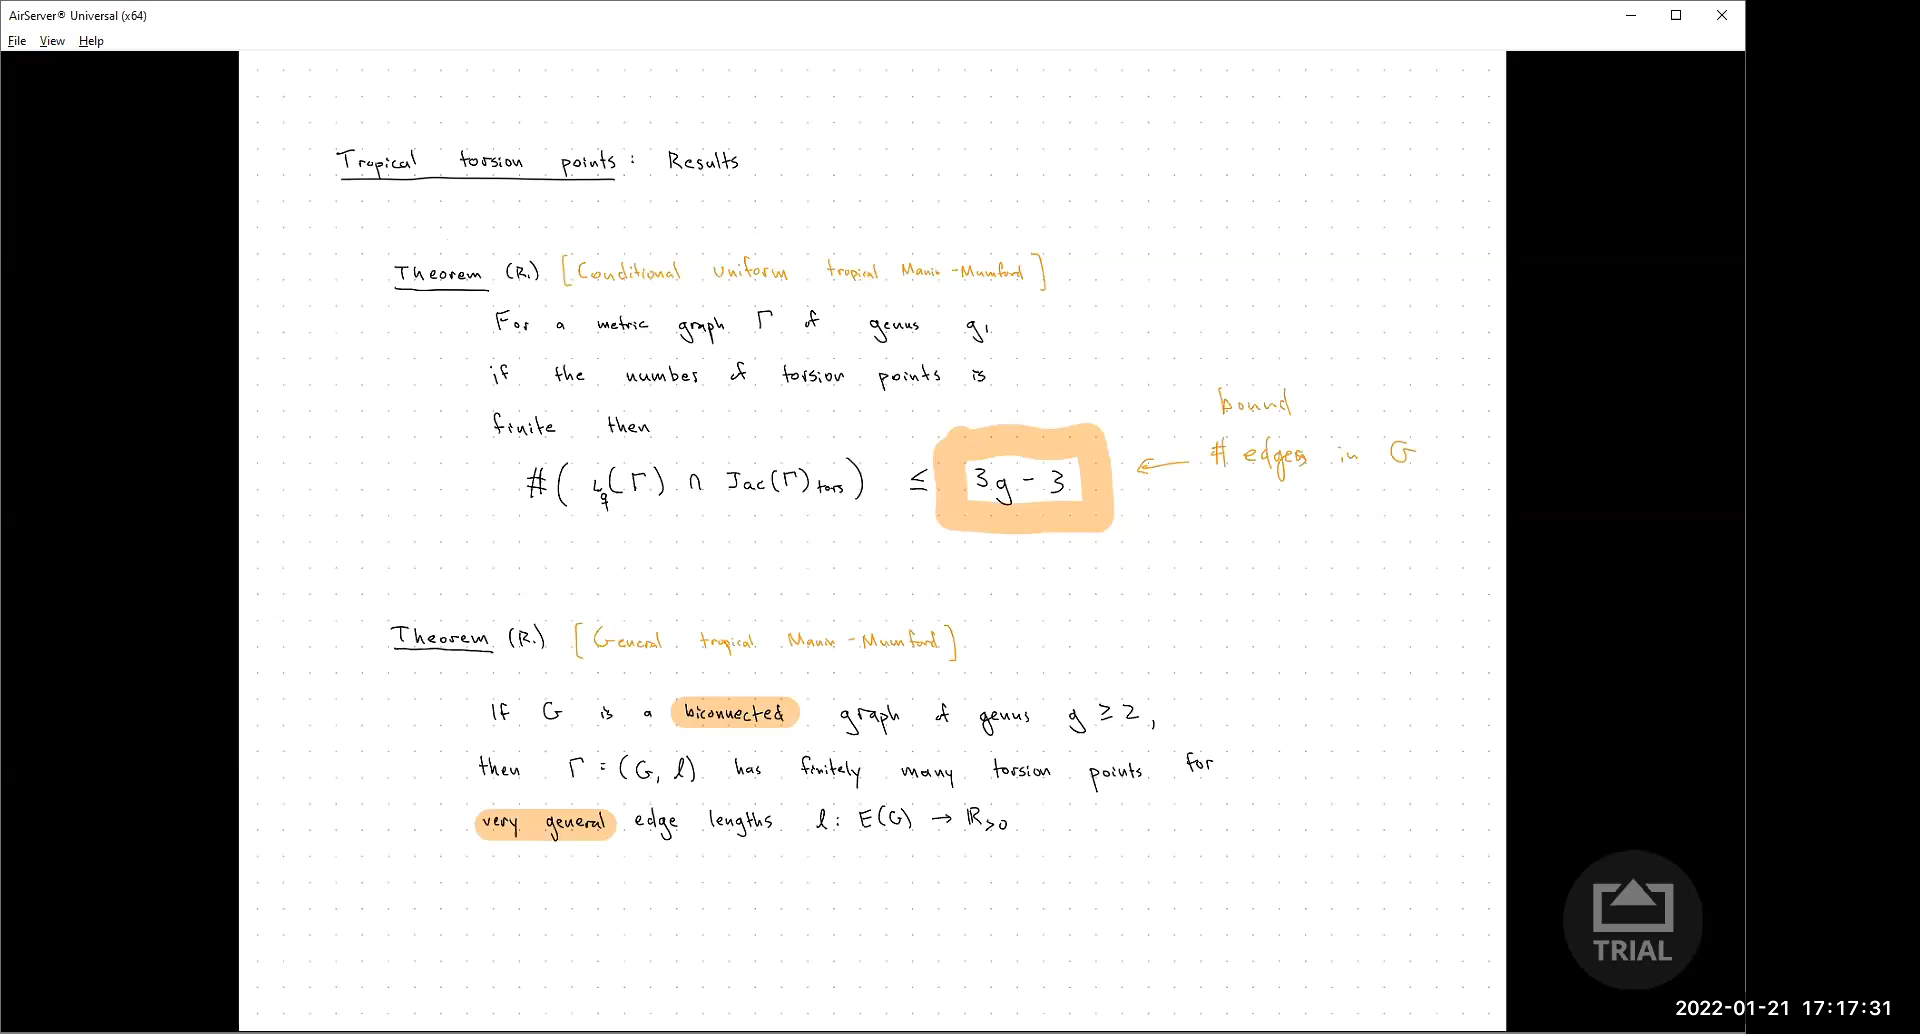 AirServer® Universal (x64)
File View Help
Tropical torsion points : Results
Theorem (R.) [Conditional uniform tropical Manin-Mumford]
For a metric graph Γ of genus g,
if the number of torsion points is
finite then
#( ι_q(Γ) ∩ Jac(Γ)_tors ) ≤ 3g - 3
bound
# edges in G
Theorem (R.) [General tropical Manin-Mumford]
If G is a biconnected graph of genus g ≥ 2,
then Γ = (G, l) has finitely many torsion points for
very general edge lengths l : E(G) → ℝ_>0
TRIAL
2022-01-21 17:17:31